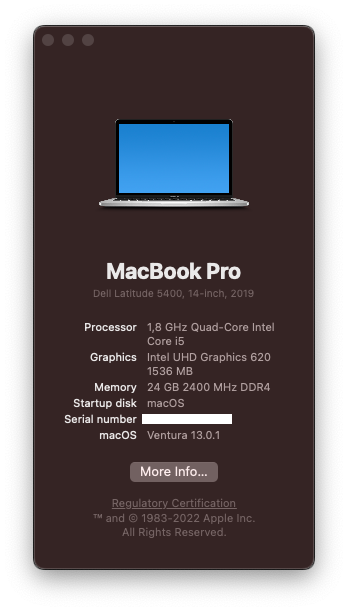 MacBook Pro
Dell Latitude 5400, 14-inch, 2019
Processor 1,8 GHz Quad-Core Intel
Core i5
Graphics Intel UHD Graphics 620
1536 MB
Memory 24 GB 2400 MHz DDR4
Startup disk macOS
Serial number
macOS Ventura 13.0.1
More Info...
Regulatory Certification
™ and © 1983-2022 Apple Inc.
All Rights Reserved.